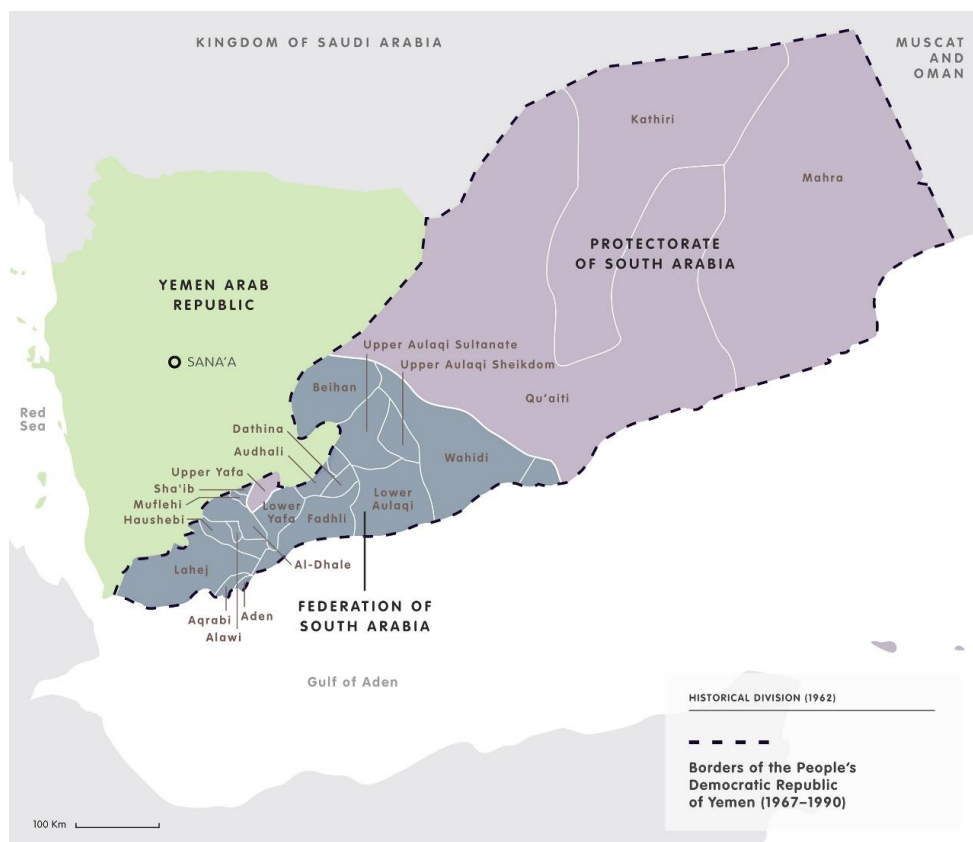 KINGDOM OF SAUDI ARABIA
MUSCAT
AND
OMAN
Kathiri
Mahra
PROTECTORATE
OF SOUTH ARABIA
YEMEN ARAB
REPUBLIC
SANA'A
Upper Aulaqi Sultanate
Upper Aulaqi Sheikdom
Beihan
Qu'aiti
Red
Sea
Dathina
Audhali
Wahidi
Upper Yafa
Sha'ib
Muflehi
Haushebi
Lower
Yafa
Fadhli
Lower
Aulaqi
Lahej
Al-Dhale
Aqrabi
Aden
Alawi
FEDERATION OF
SOUTH ARABIA
Gulf of Aden
HISTORICAL DIVISION (1962)
Borders of the People's
Democratic Republic
of Yemen (1967–1990)
100 Km